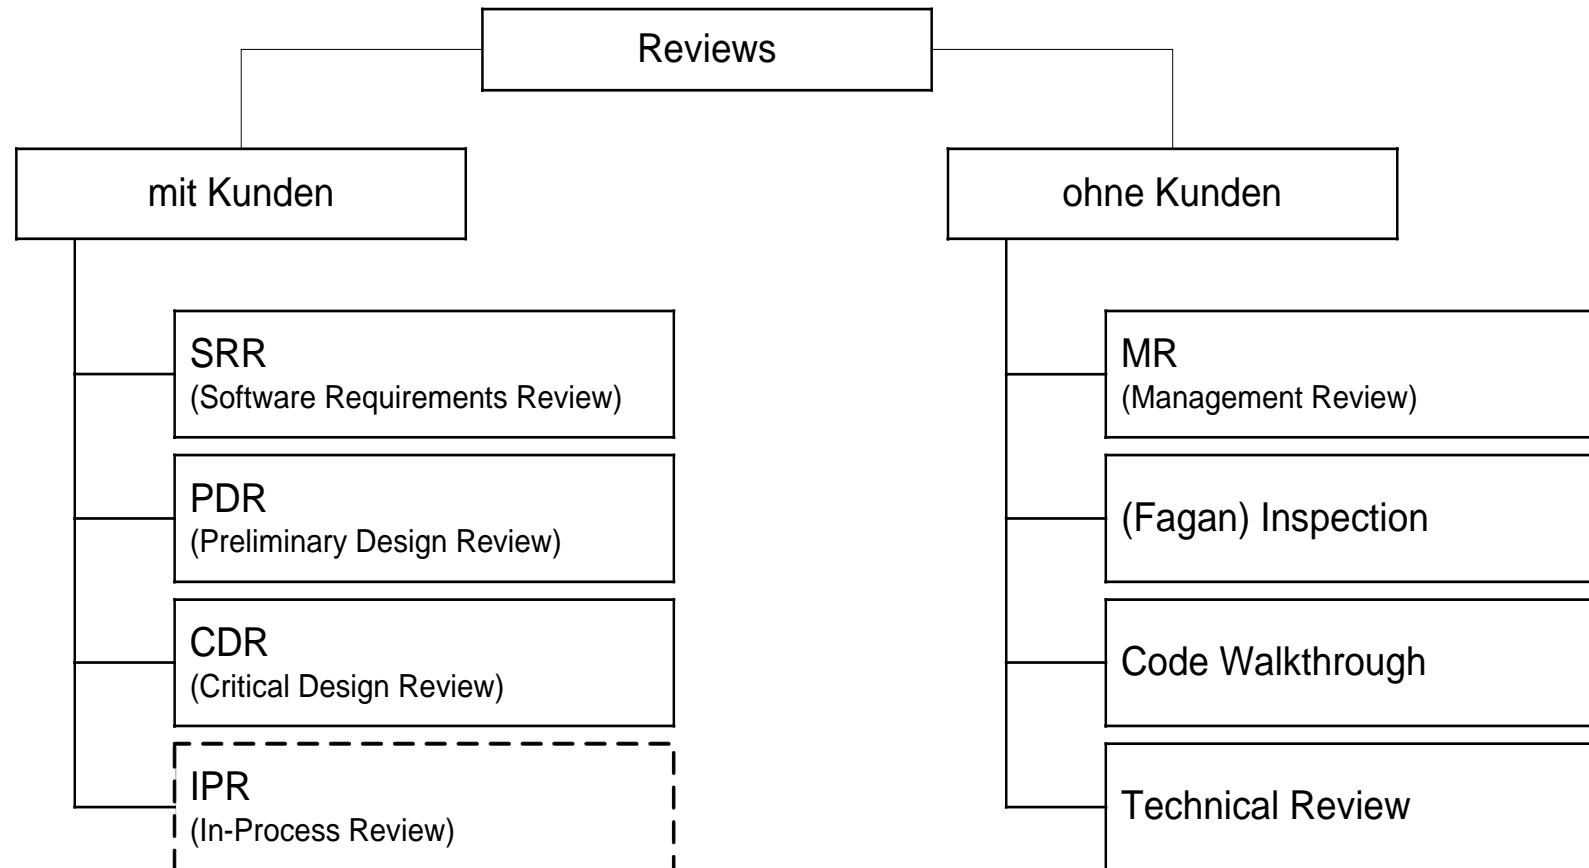 Reviews
mit Kunden
ohne Kunden
SRR
(Software Requirements Review)
PDR
(Preliminary Design Review)
CDR
(Critical Design Review)
IPR
(In-Process Review)
MR
(Management Review)
(Fagan) Inspection
Code Walkthrough
Technical Review